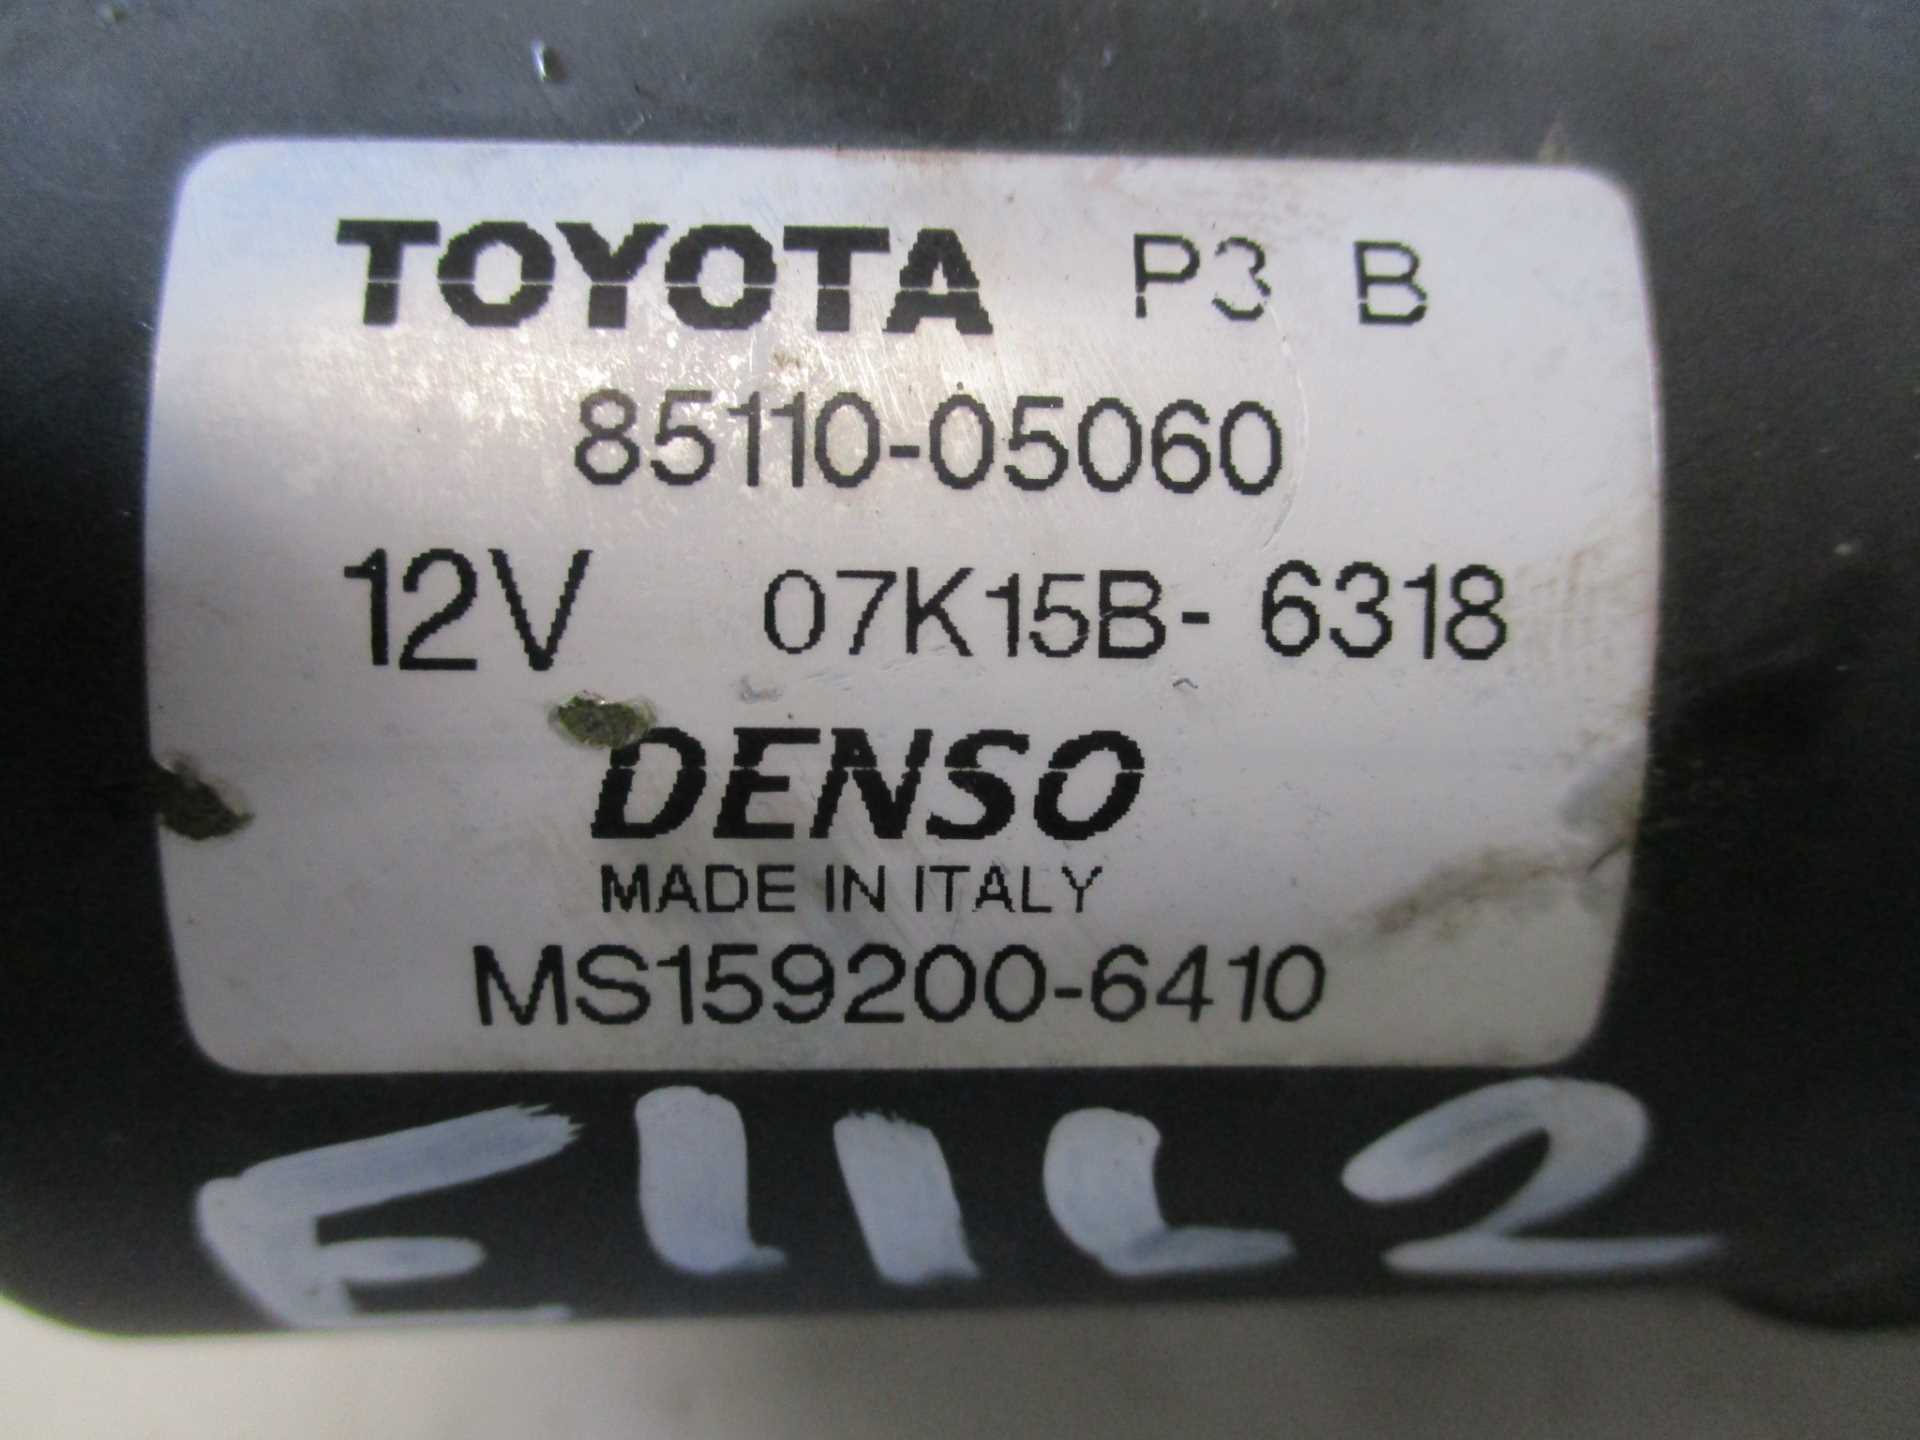 TOYOTA P3 B
85110-05060
12V 07K15B- 6318
DENSO
MADE IN ITALY
MS159200-6410